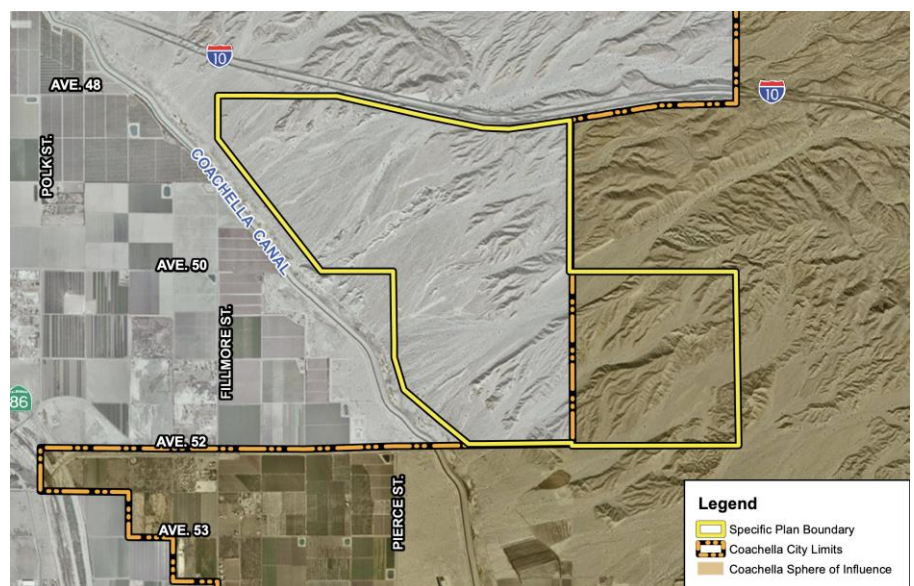 10
AVE. 48
10
POLK ST.
COACHELLA CANAL
AVE. 50
FILLMORE ST.
86
AVE. 52
PIERCE ST.
AVE. 53
Legend
Specific Plan Boundary
Coachella City Limits
Coachella Sphere of Influence